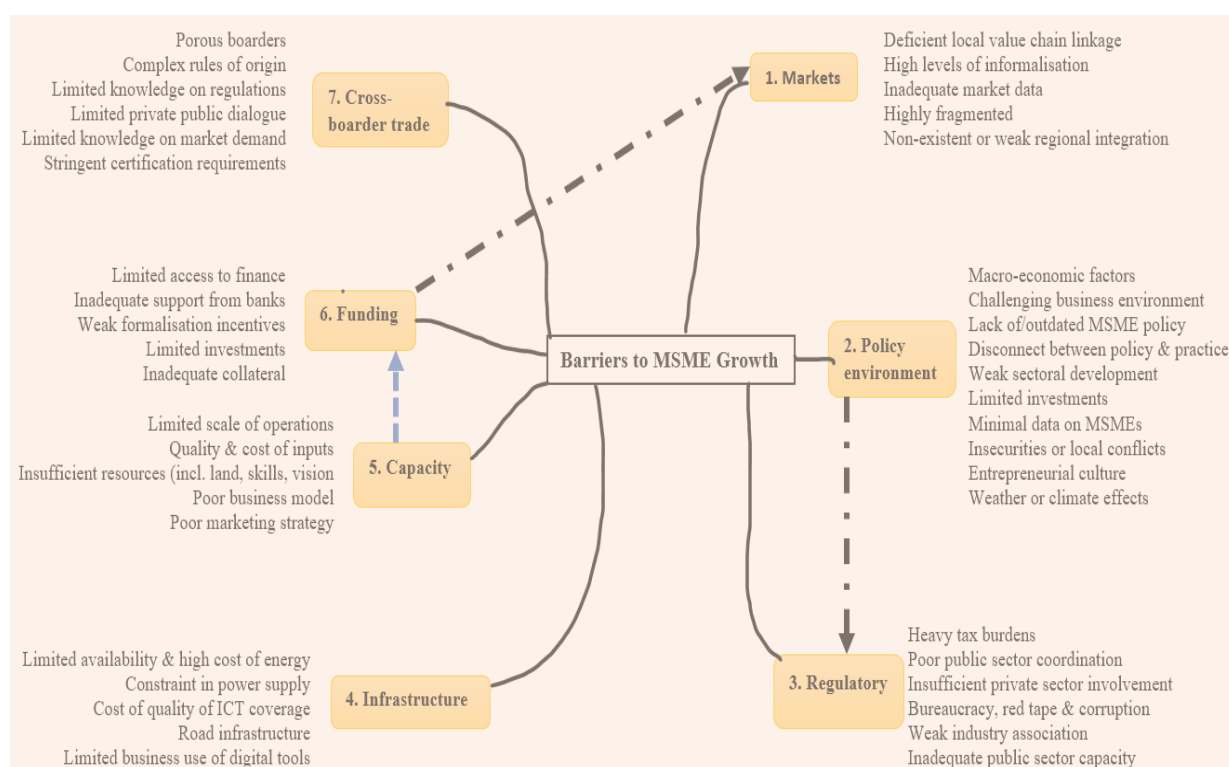 Porous boarders
Complex rules of origin
Limited knowledge on regulations
Limited private public dialogue
Limited knowledge on market demand
Stringent certification requirements
7. Cross-
boarder trade
1. Markets
Deficient local value chain linkage
High levels of informalisation
Inadequate market data
Highly fragmented
Non-existent or weak regional integration
Limited access to finance
Inadequate support from banks
Weak formalisation incentives
Limited investments
Inadequate collateral
6. Funding
Barriers to MSME Growth
2. Policy
environment
Macro-economic factors
Challenging business environment
Lack of/outdated MSME policy
Disconnect between policy & practice
Weak sectoral development
Limited investments
Minimal data on MSMEs
Insecurities or local conflicts
Entrepreneurial culture
Weather or climate effects
Limited scale of operations
Quality & cost of inputs
Insufficient resources (incl. land, skills, vision
Poor business model
Poor marketing strategy
5. Capacity
Limited availability & high cost of energy
Constraint in power supply
Cost of quality of ICT coverage
Road infrastructure
Limited business use of digital tools
4. Infrastructure
3. Regulatory
Heavy tax burdens
Poor public sector coordination
Insufficient private sector involvement
Bureaucracy, red tape & corruption
Weak industry association
Inadequate public sector capacity